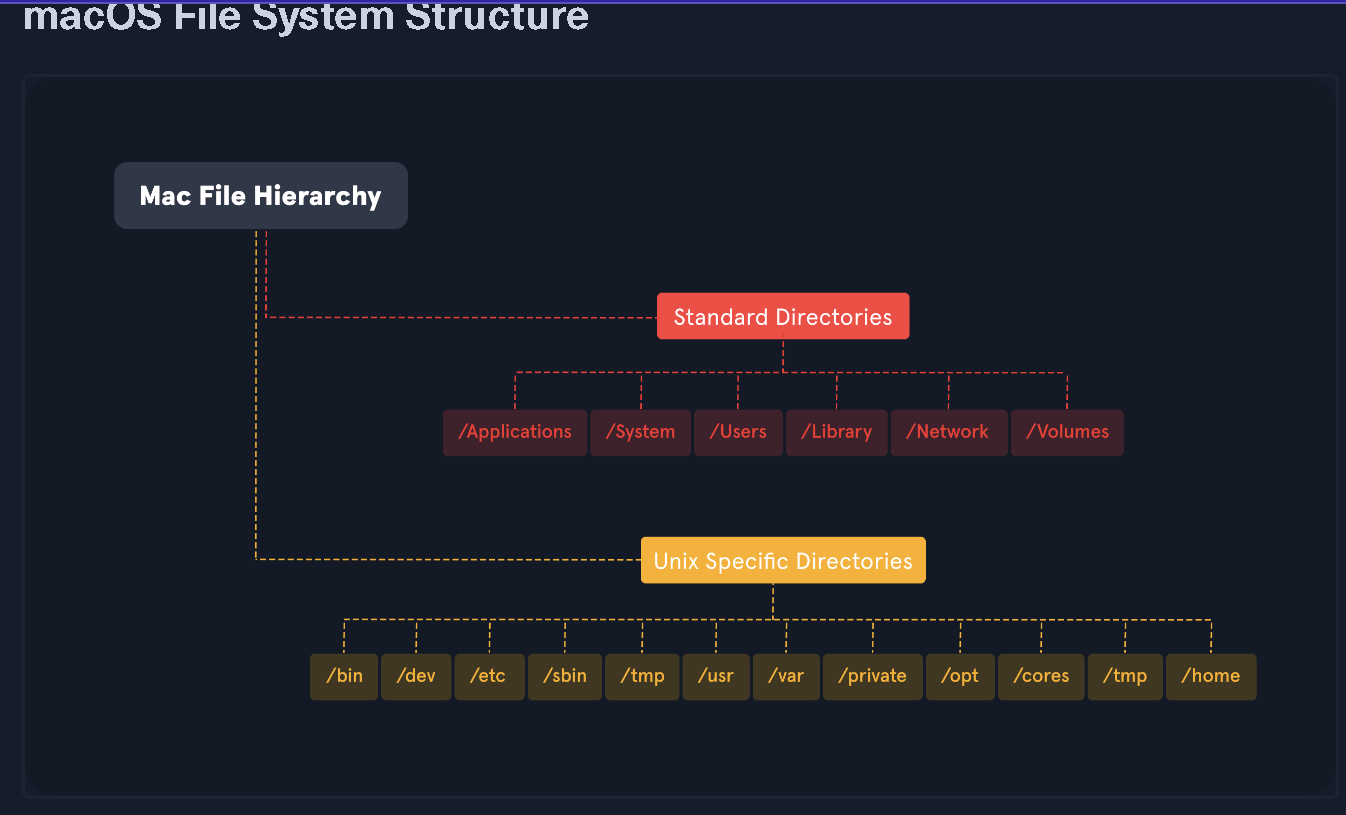 macOS File System Structure
Mac File Hierarchy
Standard Directories
/Applications /System /Users /Library /Network /Volumes
Unix Specific Directories
/bin /dev /etc /sbin /tmp /usr /var /private /opt /cores /tmp /home